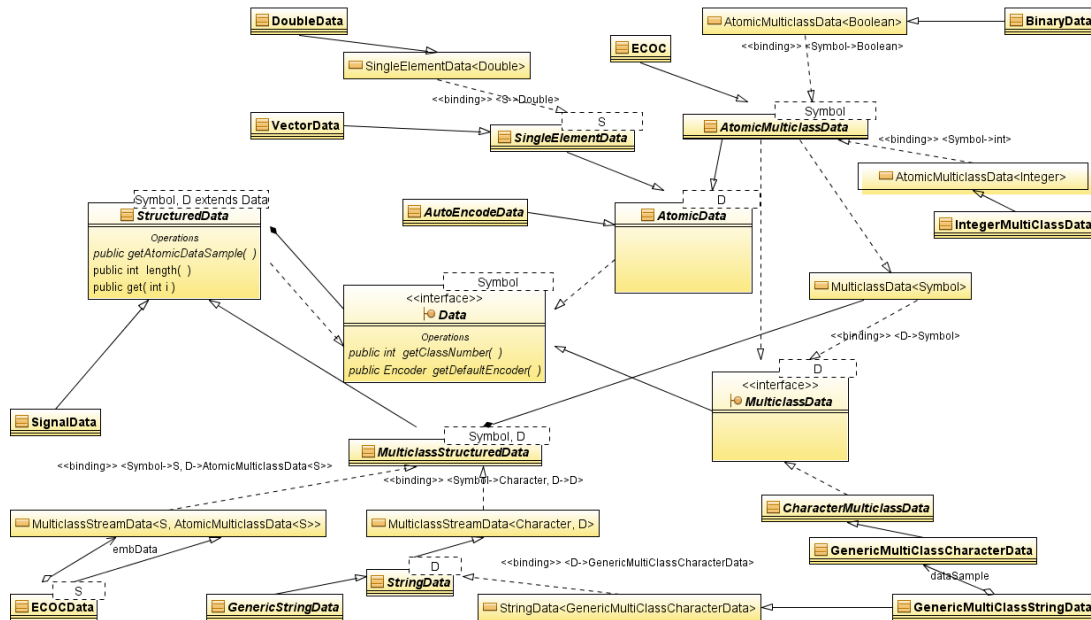 DoubleData
AtomicMulticlassData<Boolean>
BinaryData
<<binding>> <Symbol->Boolean>
ECOC
SingleElementData<Double>
<<binding>> <S->Double>
Symbol
AtomicMulticlassData
VectorData
S
SingleElementData
<<binding>> <Symbol->int>
AtomicMulticlassData<Integer>
Symbol, D extends Data
StructuredData
Operations
public getAtomicDataSample( )
public int length( )
public get( int i )
AutoEncodeData
D
AtomicData
IntegerMultiClassData
Symbol
<<interface>>
Data
Operations
public int getClassNumber( )
public Encoder getDefaultEncoder( )
MulticlassData<Symbol>
<<binding>> <D->Symbol>
D
<<interface>>
MulticlassData
SignalData
Symbol, D
MulticlassStructuredData
<<binding>> <Symbol->S, D->AtomicMulticlassData<S>>
<<binding>> <Symbol->Character, D->D>
CharacterMulticlassData
MulticlassStreamData<S, AtomicMulticlassData<S>>
MulticlassStreamData<Character, D>
embData
GenericMultiClassCharacterData
<<binding>> <D->GenericMultiClassCharacterData>
D
StringData
dataSample
S
ECOCData
GenericStringData
StringData<GenericMultiClassCharacterData>
GenericMultiClassStringData